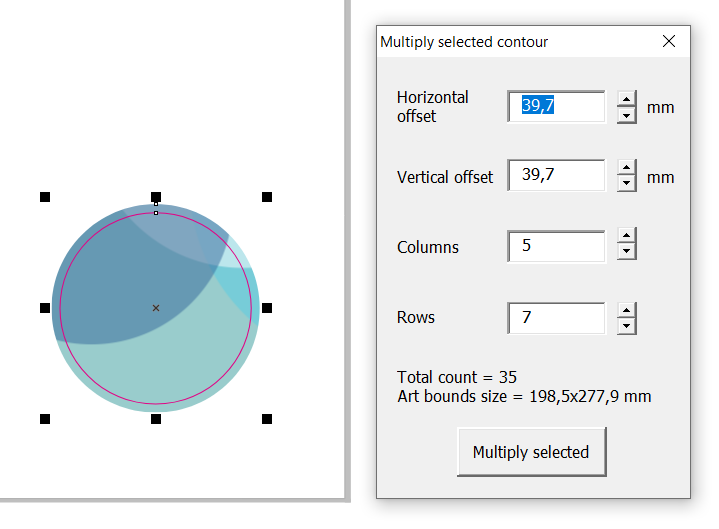 Multiply selected contour
Horizontal
offset
39,7
mm
Vertical offset
39,7
mm
Columns
5
Rows
7
Total count = 35
Art bounds size = 198,5x277,9 mm
Multiply selected